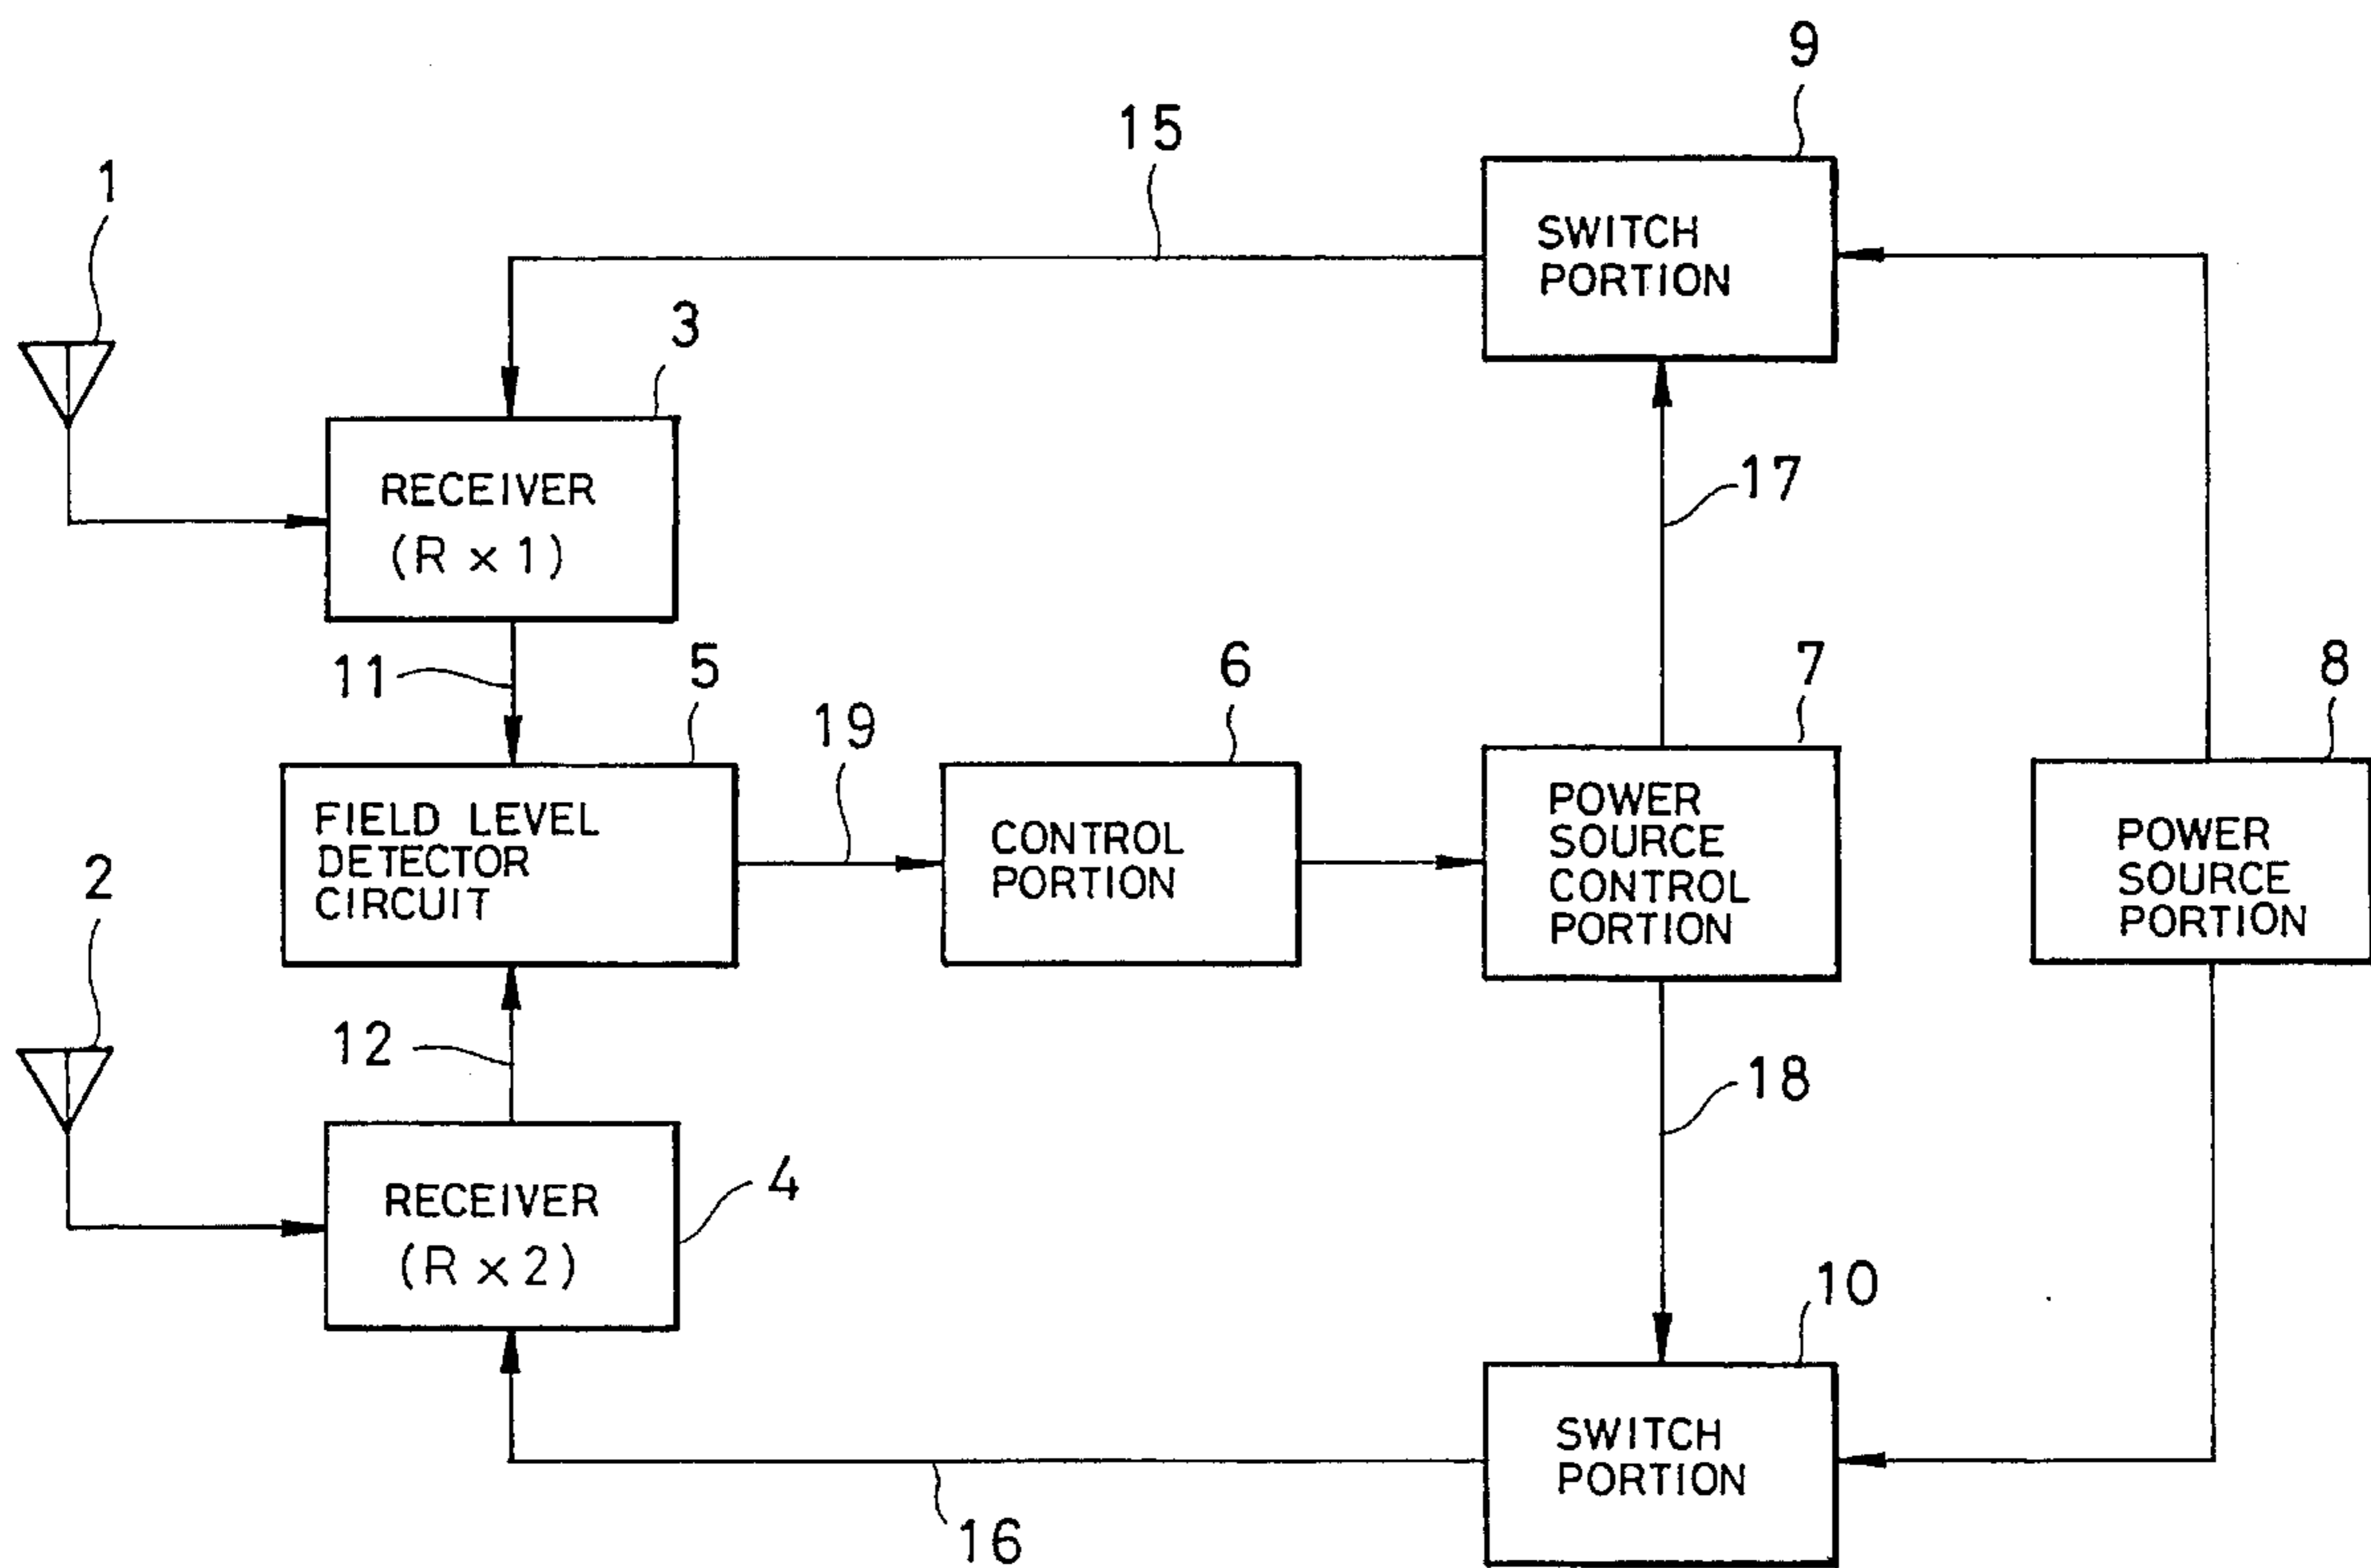 9
15
1
SWITCH
PORTION
3
RECEIVER
(R × 1)
17
11
5
6
7
8
19
FIELD LEVEL
DETECTOR
CIRCUIT
CONTROL
PORTION
POWER
SOURCE
CONTROL
PORTION
POWER
SOURCE
PORTION
2
12
18
RECEIVER
(R × 2)
4
10
SWITCH
PORTION
16